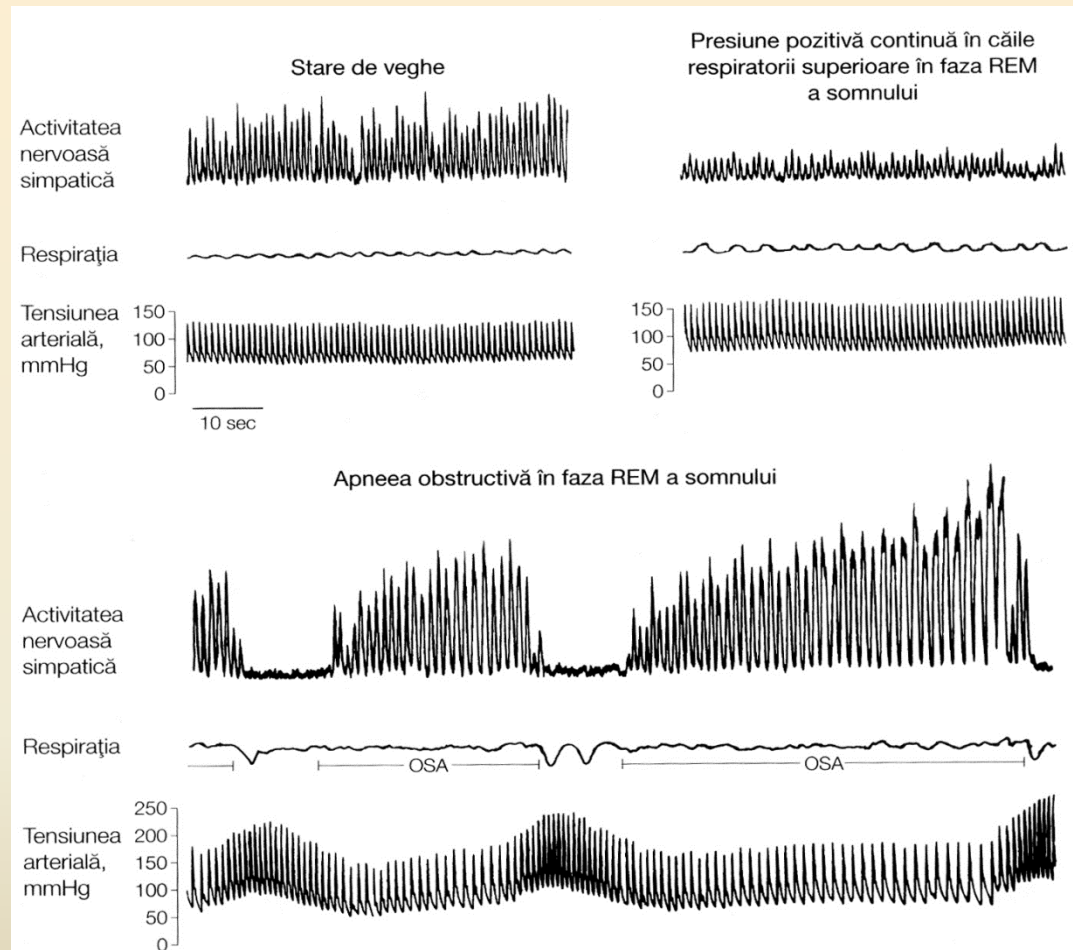 Stare de veghe
Presiune pozitivă continuă în căile
respiratorii superioare în faza REM
a somnului
Activitatea
nervoasă
simpatică
Respiraţia
Tensiunea
arterială,
mmHg
150
100
50
0
150
100
50
0
10 sec
Apneea obstructivă în faza REM a somnului
Activitatea
nervoasă
simpatică
Respiraţia
OSA
OSA
Tensiunea
arterială,
mmHg
250
200
150
100
50
0